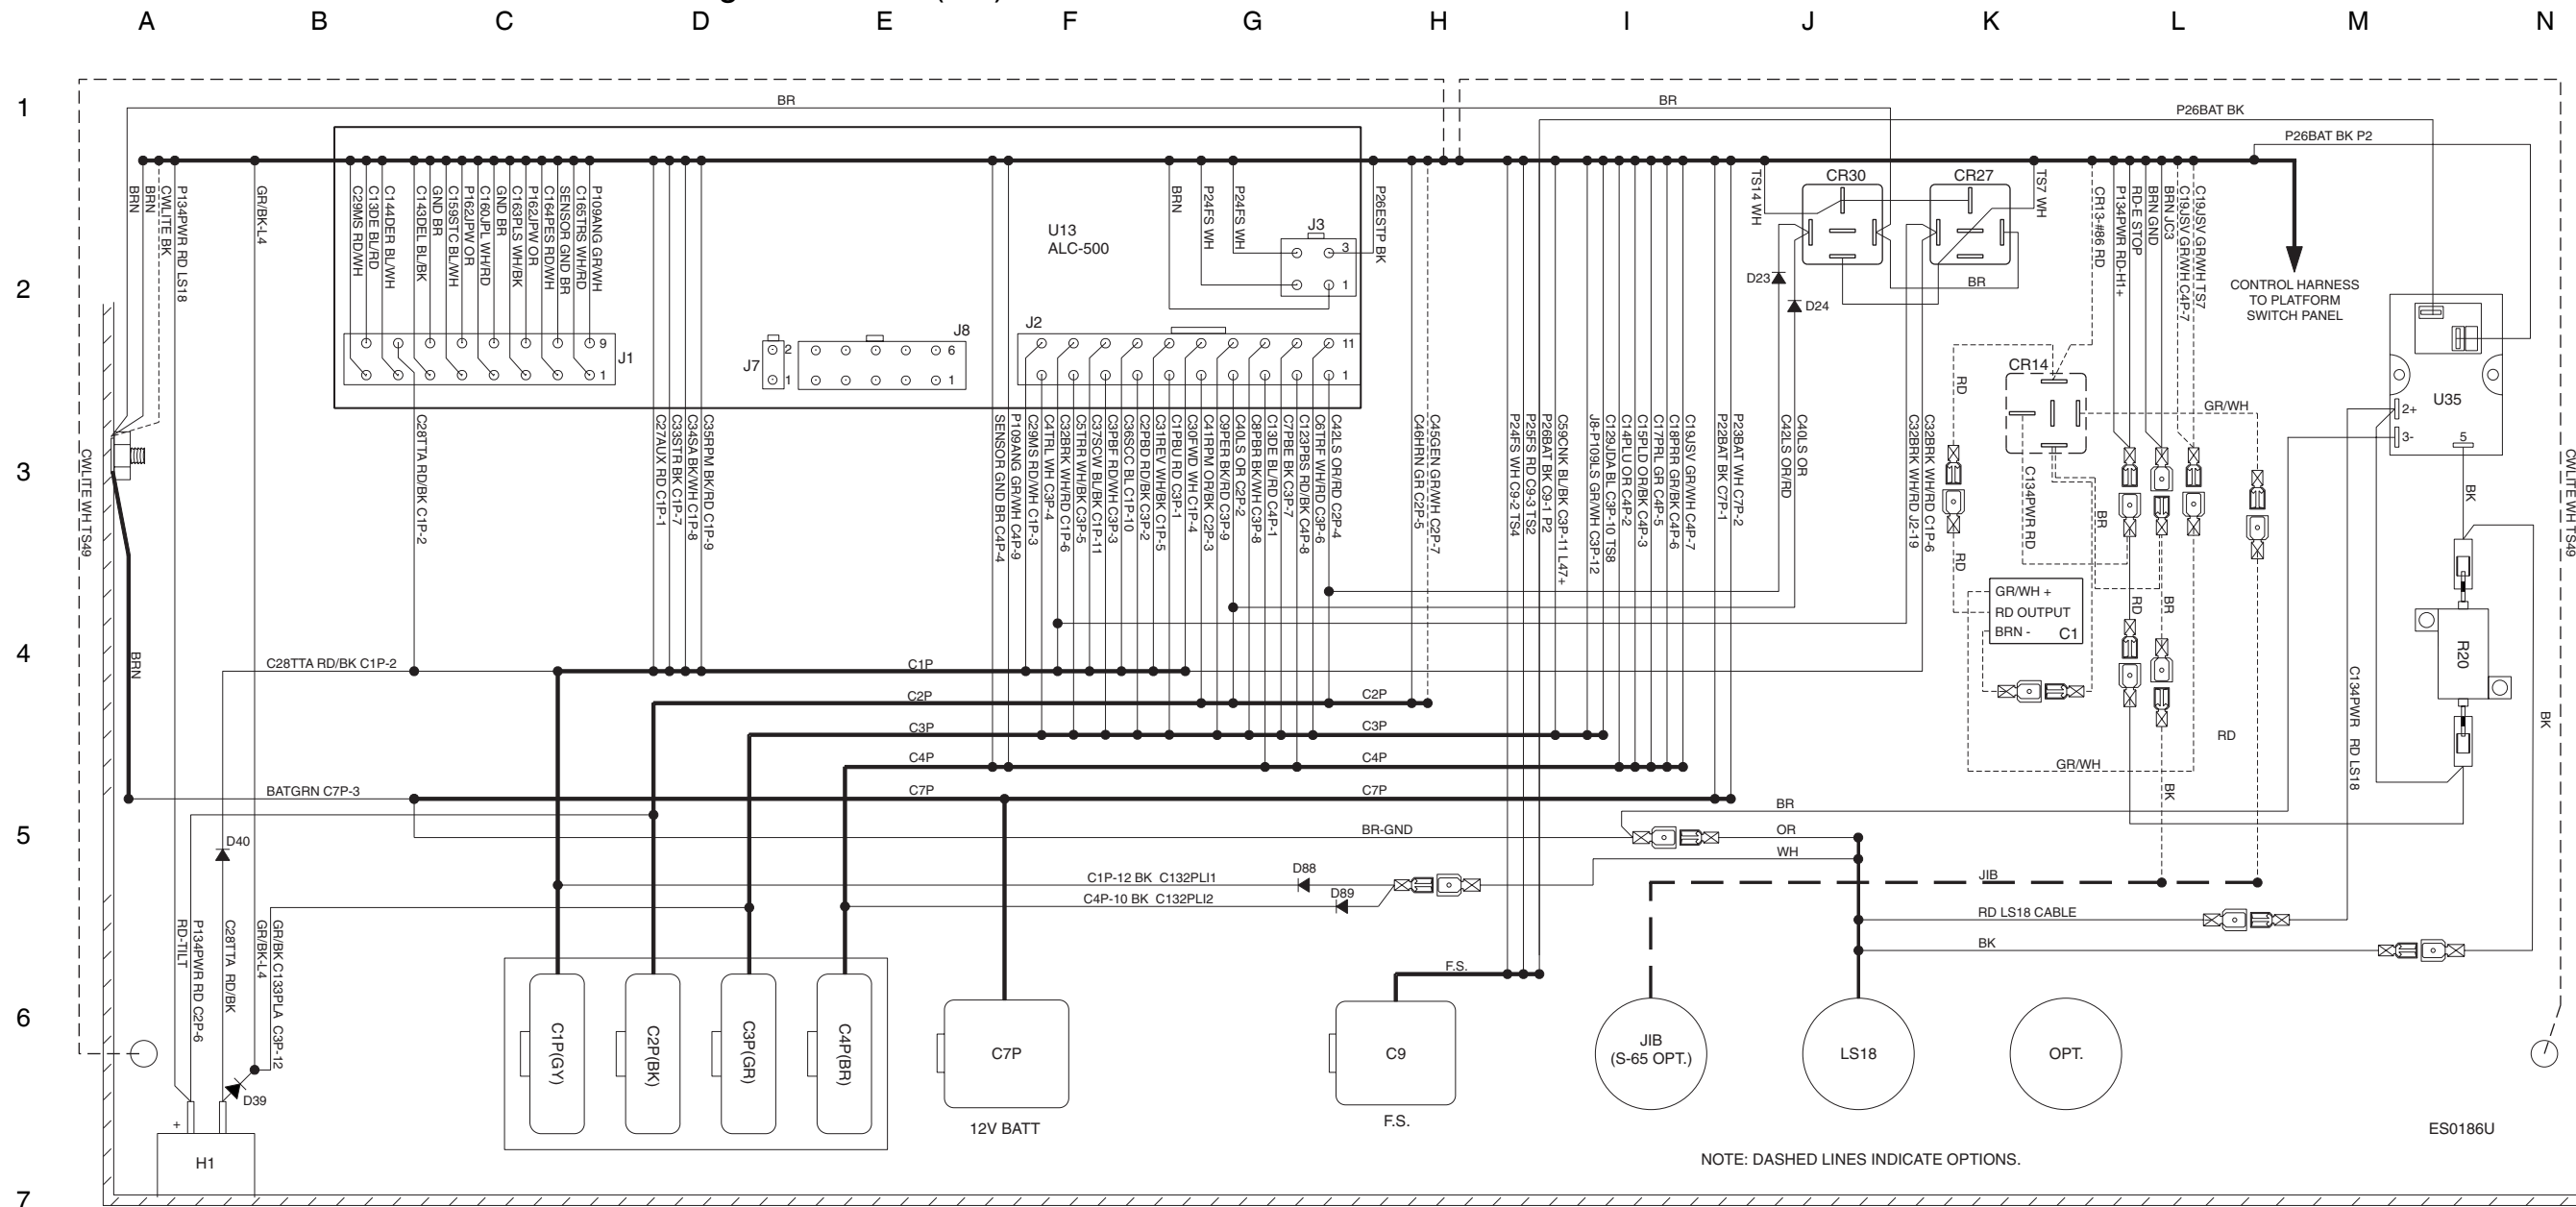 A B C D E F G H I J K L M N
1
2
3
4
5
6
7
BR
BR
P26BAT BK
P26BAT BK P2
BRN
BRN
CWLITE BK
P134PWR RD LS18
GR/BK-L4
C29MS RD/WH
C13DE BL/RD
C144DER BL/WH
C143DEL BL/BK
GND BR
C159STC BL/WH
P162JPW OR
C160JPL WH/RD
GND BR
C163PLS WH/BK
P162JPW OR
C164PES RD/WH
SENSOR GND BR
C165TRS WH/RD
P109ANG GR/WH
U13
ALC-500
BRN
P24FS WH
P24FS WH
J3
3
1
P26ESTP BK
TS14 WH
CR30
CR27
TS7 WH
CR13-#86 RD
P134PWR RD-H1+
RD-E STOP
BRN GND
BRN JC3
C19JSV GR/WH C4P-7
C19JSV GR/WH TS7
D23
D24
BR
CONTROL HARNESS
TO PLATFORM
SWITCH PANEL
9
1
J1
J7
2
1
J8
6
1
J2
11
1
CR14
RD
GR/WH
U35
2+
3-
5
CWLITE WH TS49
C28TTA RD/BK C1P-2
C27AUX RD C1P-1
C33STR BK C1P-7
C34SA BK/WH C1P-8
C35RPM BK/RD C1P-9
SENSOR GND BR C4P-4
P109ANG GR/WH C4P-9
C29MS RD/WH C1P-3
C4TRL WH C3P-4
C32BRK WH/RD C1P-6
C5TRR WH/BK C3P-5
C37SCW BL/BK C1P-11
C3PBF RD/WH C3P-3
C36SCC BL C1P-10
C2PBD RD/BK C3P-2
C31REV WH/BK C1P-5
C1PBU RD C3P-1
C30FWD WH C1P-4
C41RPM OR/BK C2P-3
C9PER BK/RD C3P-9
C40LS OR C2P-2
C8PBR BK/WH C3P-8
C13DE BL/RD C4P-1
C7PBE BK C3P-7
C123PBS RD/BK C4P-8
C6TRF WH/RD C3P-6
C42LS OR/RD C2P-4
C46HRN GR C2P-5
C45GEN GR/WH C2P-7
P24FS WH C9-2 TS4
P25FS RD C9-3 TS2
P26BAT BK C9-1 P2
C59CNK BL/BK C3P-11 L47+
J8-P109LS GR/WH C3P-12
C129JDA BL C3P-10 TS8
C14PLU OR C4P-2
C15PLD OR/BK C4P-3
C17PRL GR C4P-5
C18PRR GR/BK C4P-6
C19JSV GR/WH C4P-7
P22BAT BK C7P-1
P23BAT WH C7P-2
C42LS OR/RD
C40LS OR
C32BRK WH/RD J2-19
C32BRK WH/RD C1P-6
C134PWR RD
BR
BK
CWLITE WH TS49
RD
GR/WH +
RD OUTPUT
BRN -
C1
RD
BR
R20
BRN
C28TTA RD/BK C1P-2
C1P
C2P
C2P
C3P
C3P
C4P
C4P
GR/WH
RD
C134PWR RD LS18
BK
BATGRN C7P-3
C7P
C7P
BK
BR
D40
BR-GND
OR
WH
C1P-12 BK C132PLI1
D88
C4P-10 BK C132PLI2
D89
JIB
RD LS18 CABLE
BK
RD-TILT
P134PWR RD C2P-6
C28TTA RD/BK
GR/BK-L4
GR/BK C133PLA C3P-12
F.S.
C1P(GY)
C2P(BK)
C3P(GR)
C4P(BR)
C7P
C9
JIB
(S-65 OPT.)
LS18
OPT.
D39
+
H1
12V BATT
F.S.
ES0186U
NOTE: DASHED LINES INDICATE OPTIONS.